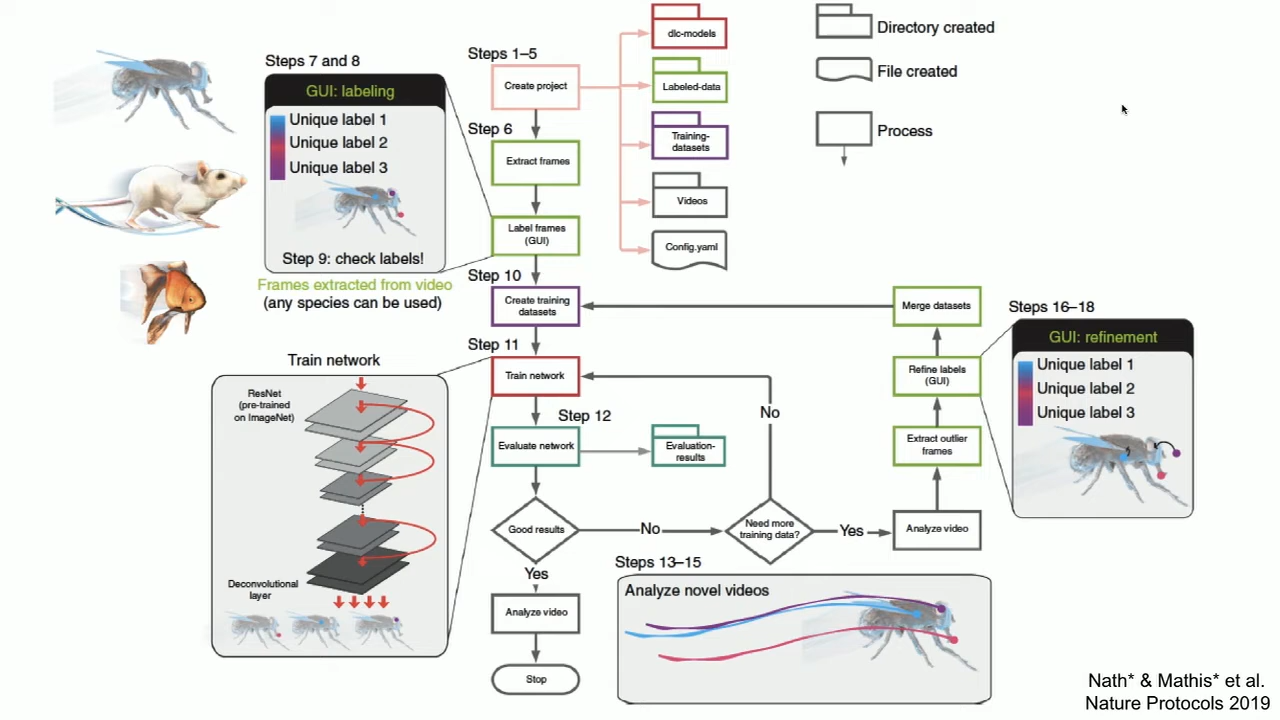 Steps 7 and 8
GUI: labeling
Unique label 1
Unique label 2
Unique label 3
Step 9: check labels!
Frames extracted from video
(any species can be used)
Steps 1–5
Create project
Step 6
Extract frames
Label frames
(GUI)
Step 10
Create training
datasets
Step 11
Train network
Step 12
Evaluate network
Evaluation-
results
Good results
No
Need more
training data?
No
Yes
Yes
Analyze video
Stop
dlc-models
Labeled-data
Training-
datasets
Videos
Config.yaml
Directory created
File created
Process
Train network
ResNet
(pre-trained
on ImageNet)
Deconvolutional
layer
Merge datasets
Refine labels
(GUI)
Extract outlier
frames
Analyze video
Steps 16–18
GUI: refinement
Unique label 1
Unique label 2
Unique label 3
Steps 13–15
Analyze novel videos
Nath* & Mathis* et al.
Nature Protocols 2019